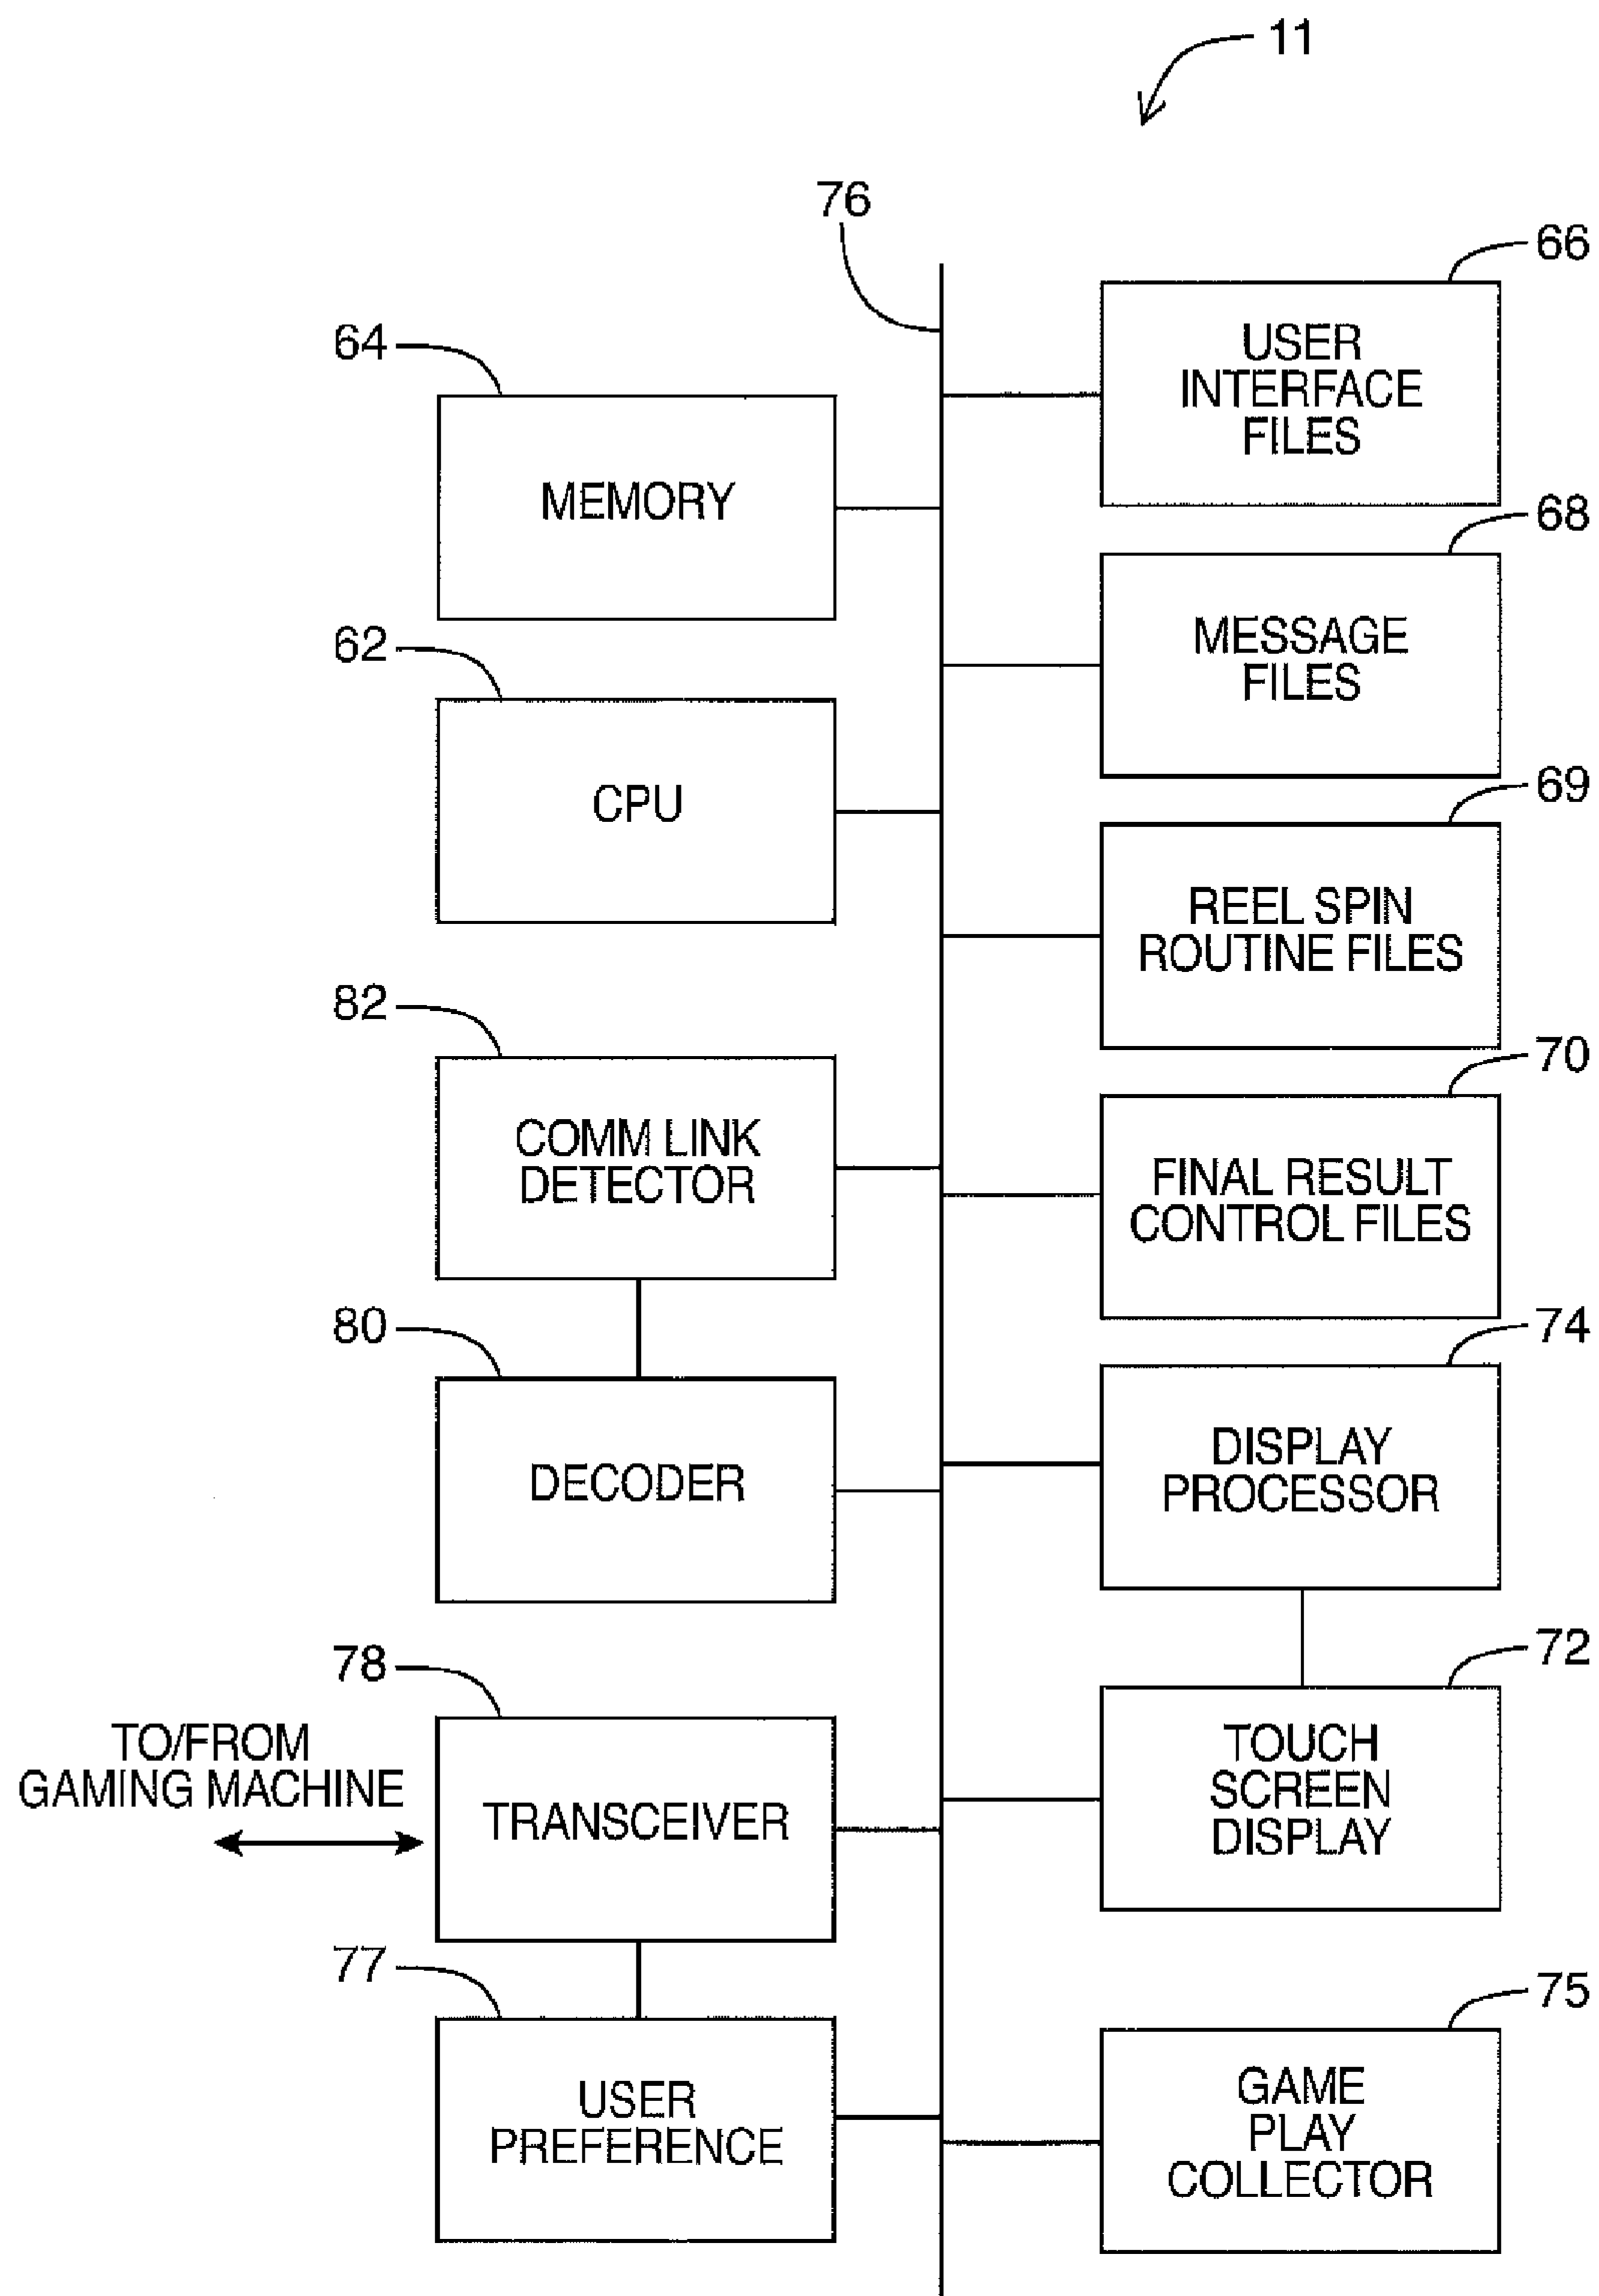 11
76
66
USER
INTERFACE
FILES
64
MEMORY
68
MESSAGE
FILES
62
CPU
69
REEL SPIN
ROUTINE FILES
82
COMM LINK
DETECTOR
70
FINAL RESULT
CONTROL FILES
80
DECODER
74
DISPLAY
PROCESSOR
78
TO/FROM
GAMING MACHINE
TRANSCEIVER
72
TOUCH
SCREEN
DISPLAY
77
USER
PREFERENCE
75
GAME
PLAY
COLLECTOR